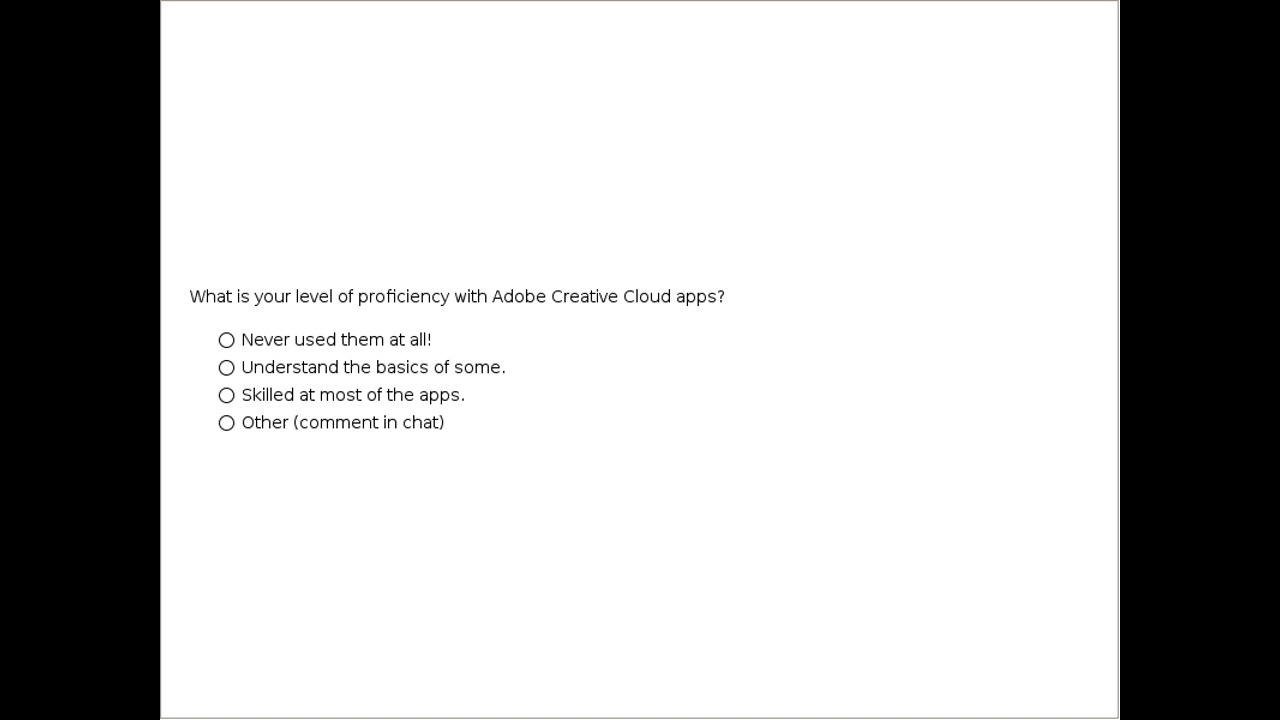 What is your level of proficiency with Adobe Creative Cloud apps?
Never used them at all!
Understand the basics of some.
Skilled at most of the apps.
Other (comment in chat)